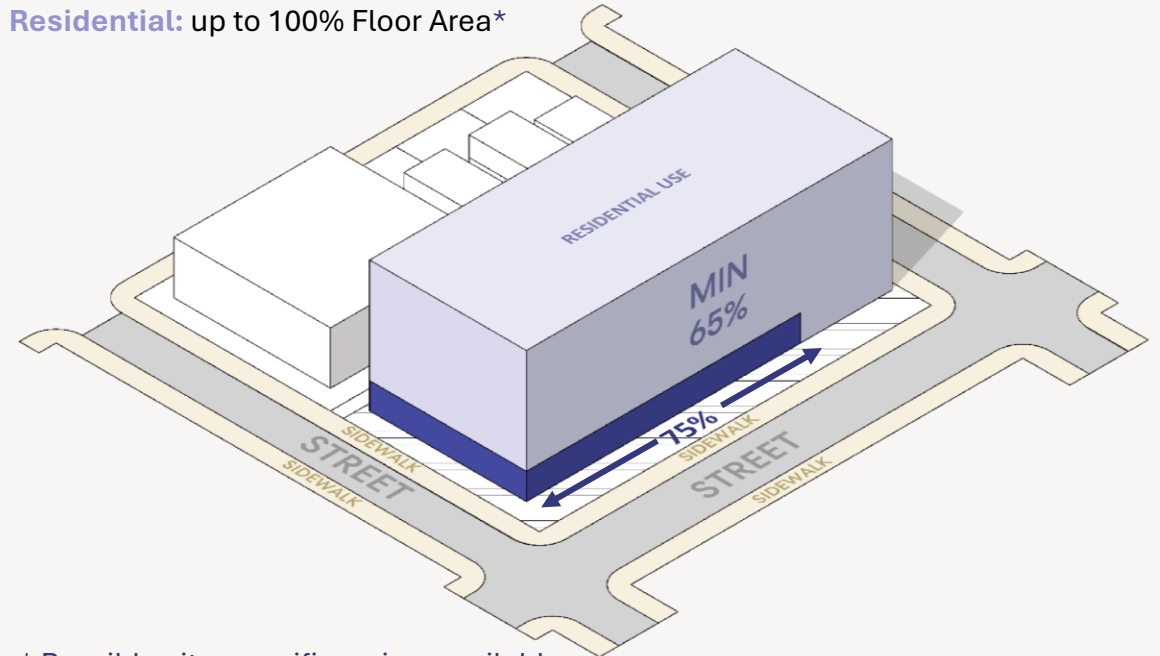 Residential: up to 100% Floor Area*
RESIDENTIAL USE
MIN
65%
75%
SIDEWALK
STREET
SIDEWALK
SIDEWALK
STREET
SIDEWALK